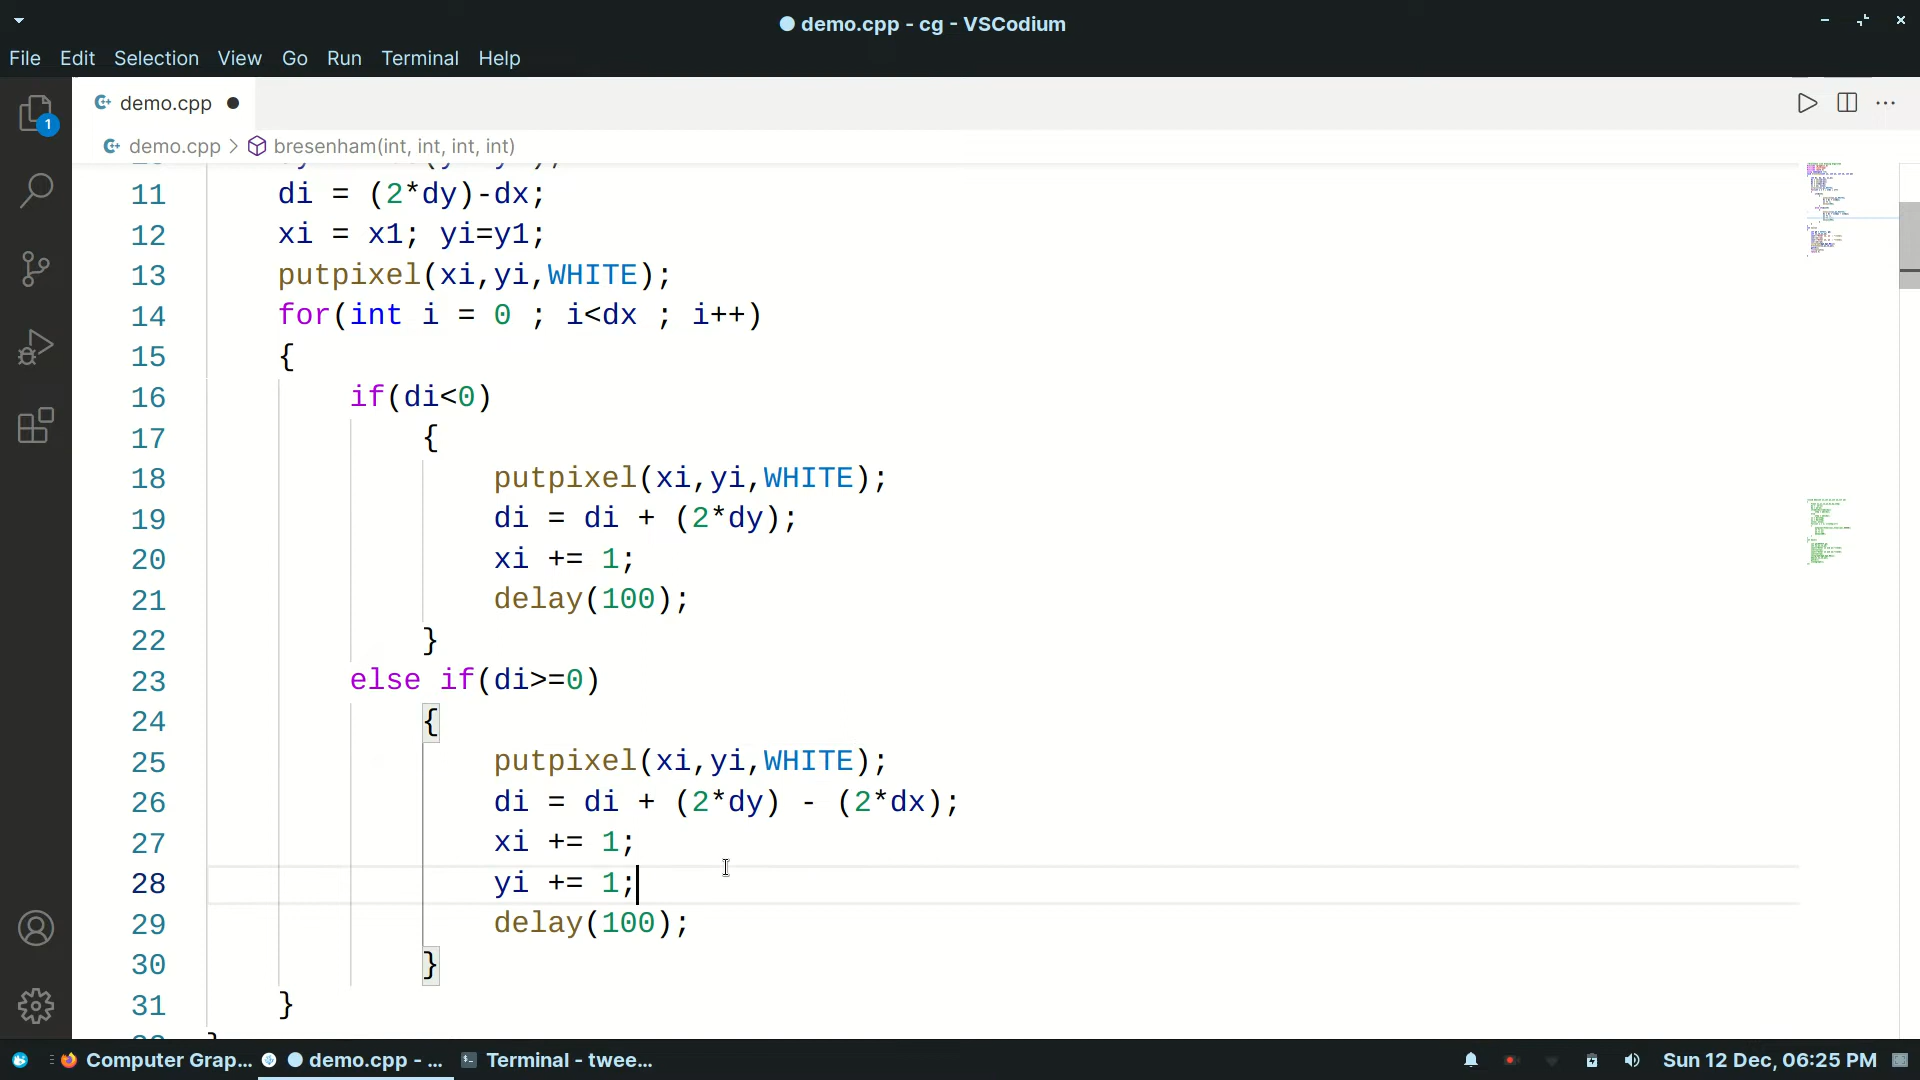 demo.cpp - cg - VSCodium
File Edit Selection View Go Run Terminal Help
demo.cpp
demo.cpp > bresenham(int, int, int, int)
1
11 di = (2*dy)-dx;
12 xi = x1; yi=y1;
13 putpixel(xi,yi,WHITE);
14 for(int i = 0 ; i<dx ; i++)
15 {
16 if(di<0)
17 {
18 putpixel(xi,yi,WHITE);
19 di = di + (2*dy);
20 xi += 1;
21 delay(100);
22 }
23 else if(di>=0)
24 {
25 putpixel(xi,yi,WHITE);
26 di = di + (2*dy) - (2*dx);
27 xi += 1;
28 yi += 1;
29 delay(100);
30 }
31 }
Computer Grap... demo.cpp - ... Terminal - twee... Sun 12 Dec, 06:25 PM